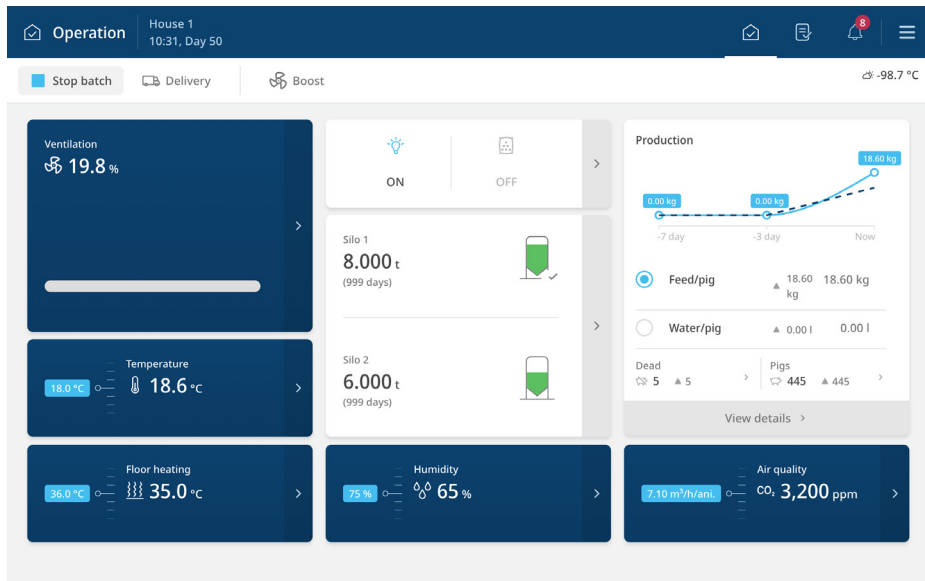 Operation
House 1
10:31, Day 50
8
Stop batch
Delivery
Boost
-98.7 °C
Ventilation
19.8 %
ON
OFF
Silo 1
8.000 t
(999 days)
Silo 2
6.000 t
(999 days)
Production
18.60 kg
0.00 kg
0.00 kg
-7 day
-3 day
Now
Feed/pig
18.60 kg
18.60 kg
Water/pig
0.00 l
0.00 l
Dead
5
▲ 5
Pigs
445
▲ 445
View details
Temperature
18.0 °C
18.6 °C
Floor heating
36.0 °C
35.0 °C
Humidity
75 %
65 %
Air quality
7.10 m³/h/ani.
CO₂ 3,200 ppm